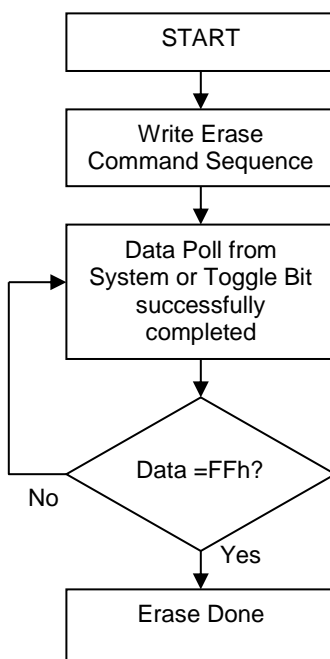 START
Write Erase
Command Sequence
Data Poll from
System or Toggle Bit
successfully
completed
Data =FFh?
No
Yes
Erase Done